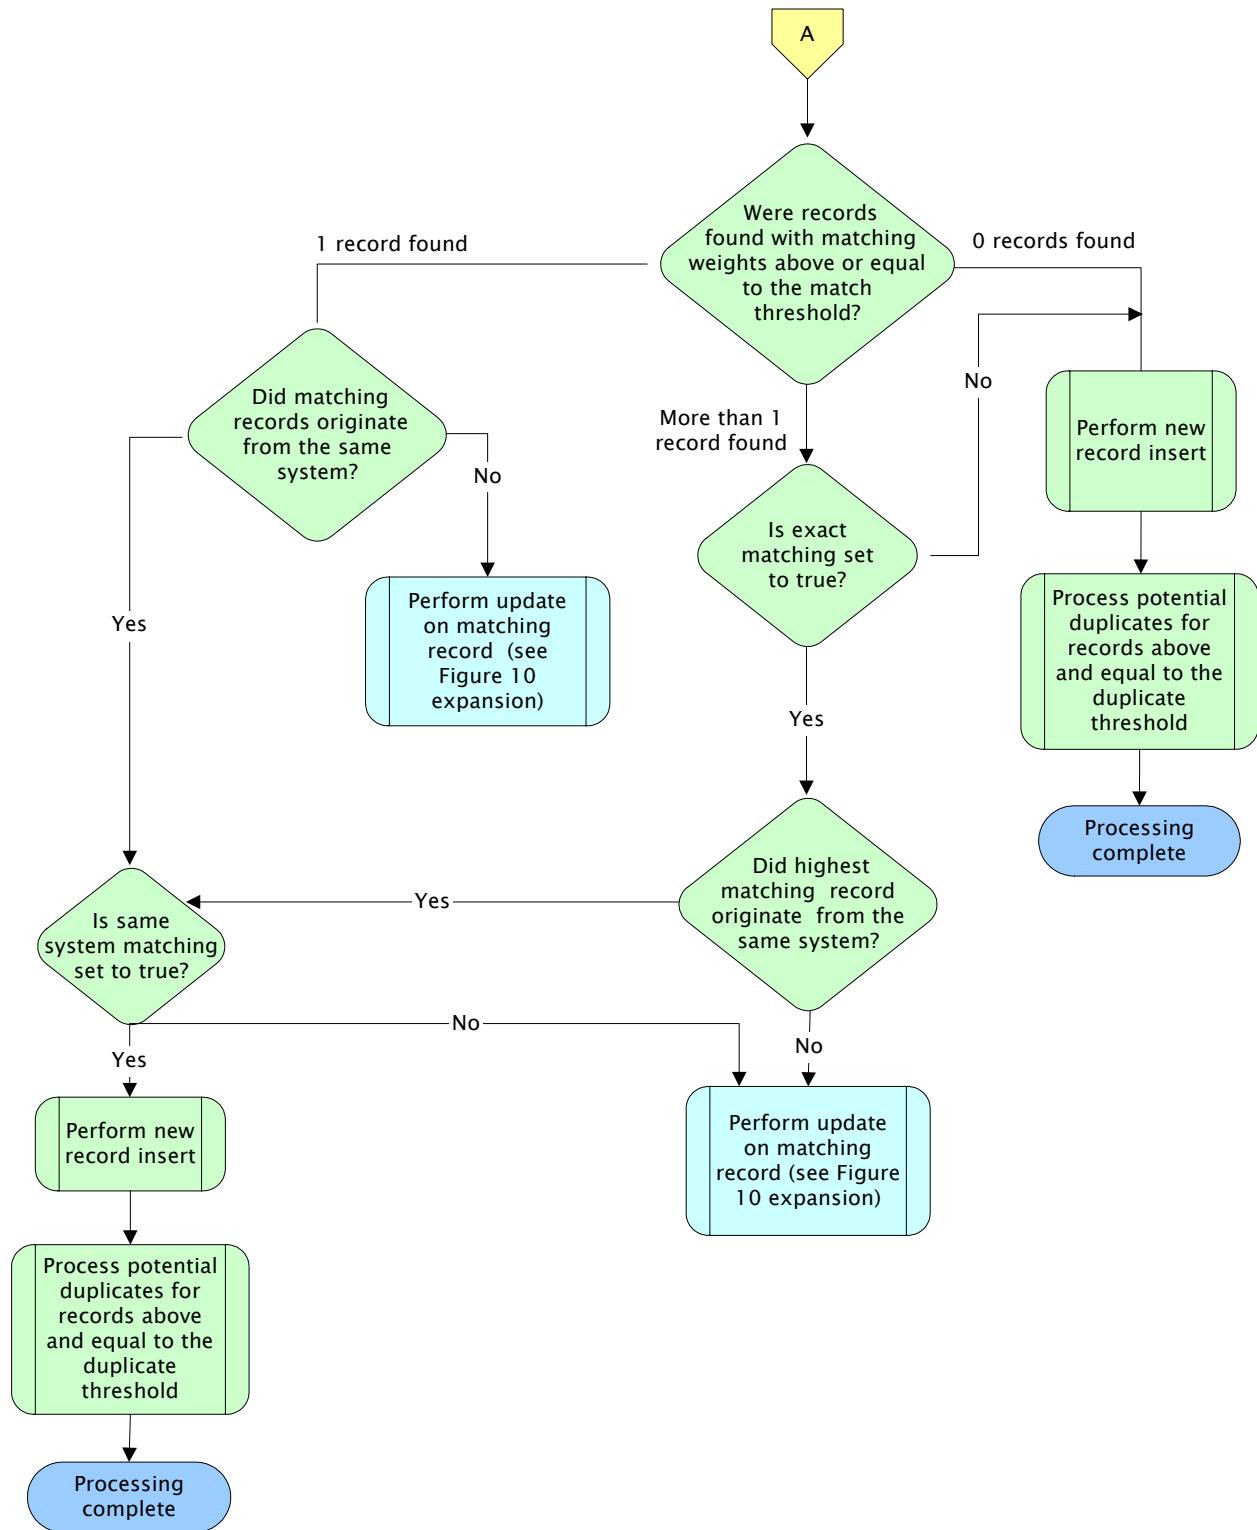 A
Were records
found with matching
weights above or equal
to the match
threshold?
1 record found
0 records found
Did matching
records originate
from the same
system?
No
More than 1
record found
Perform new
record insert
No
Is exact
matching set
to true?
Yes
Perform update
on matching
record (see
Figure 10
expansion)
Process potential
duplicates for
records above
and equal to the
duplicate
threshold
Yes
Processing
complete
Did highest
matching record
originate from the
same system?
Yes
Is same
system matching
set to true?
No
No
Yes
Perform new
record insert
Perform update
on matching
record (see Figure
10 expansion)
Process potential
duplicates for
records above
and equal to the
duplicate
threshold
Processing
complete